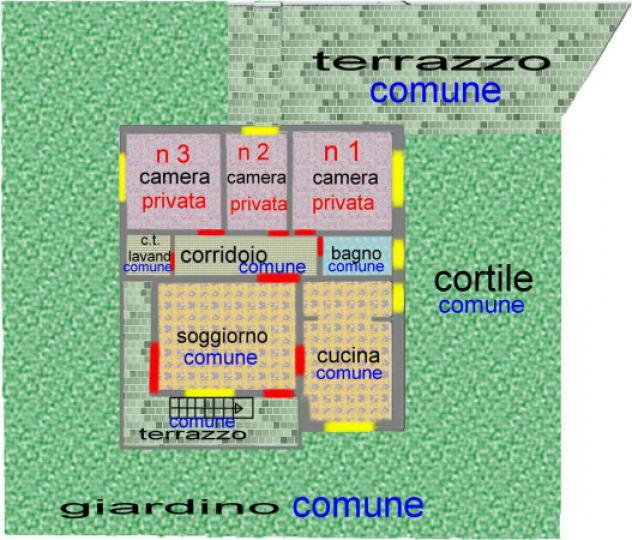 terrazzo
comune
n 3
camera
privata
n 2
camera
privata
n 1
camera
privata
c.t.
lavand
comune
corridoio
comune
bagno
comune
cortile
comune
soggiorno
comune
cucina
comune
comune
terrazzo
giardino comune